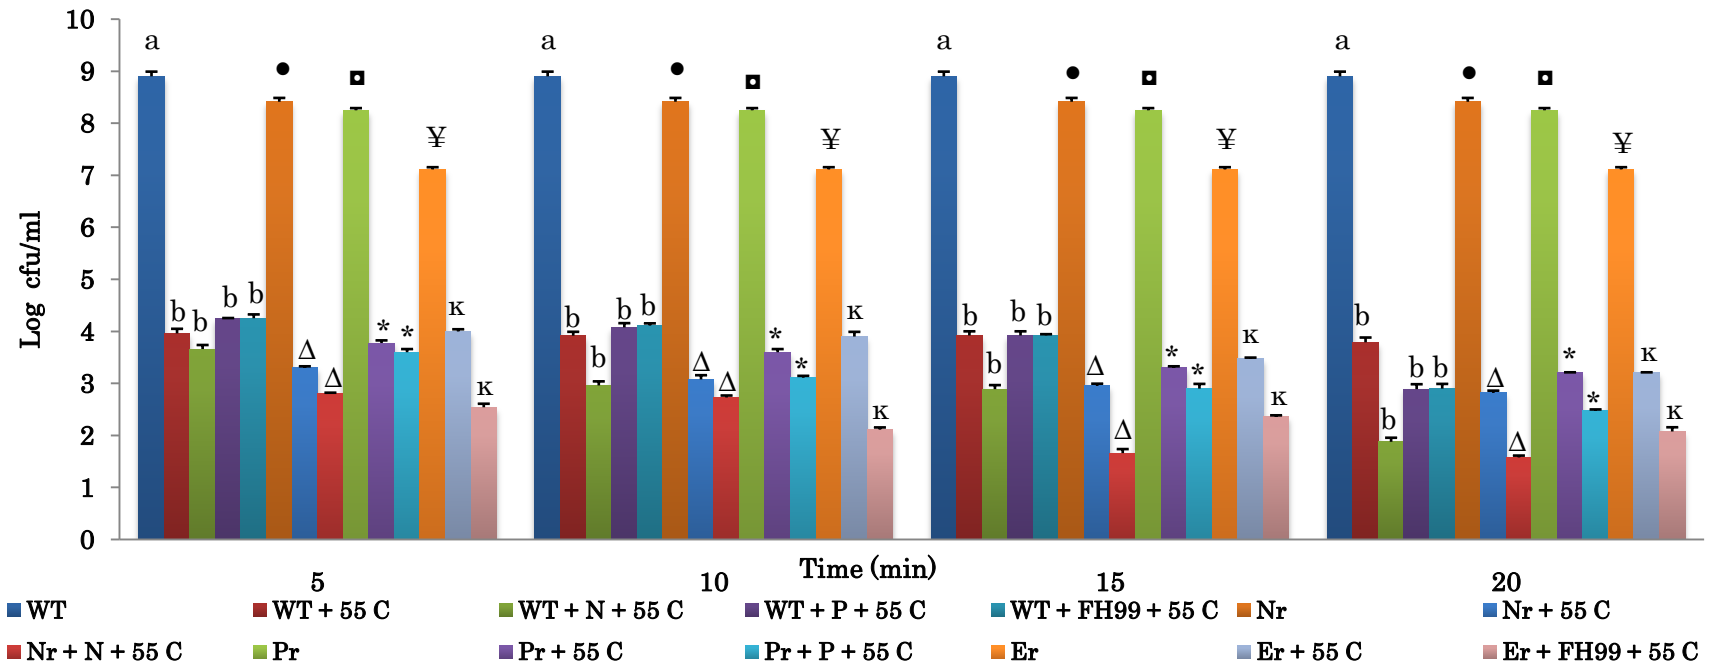 10
a a a a
9
● ● ● ●
◘ ◘ ◘ ◘
8
¥ ¥ ¥ ¥
7
6
Log cfu/ml
5
b b b b Δ Δ * * κ κ
b b b b Δ Δ * * κ κ
b b b b Δ Δ * * κ κ
b b b b Δ Δ * * κ κ
4
3
2
1
0
Time (min)
5 10 15 20
WT WT + 55 C WT + N + 55 C WT + P + 55 C WT + FH99 + 55 C Nr Nr + 55 C
Nr + N + 55 C Pr Pr + 55 C Pr + P + 55 C Er Er + 55 C Er + FH99 + 55 C